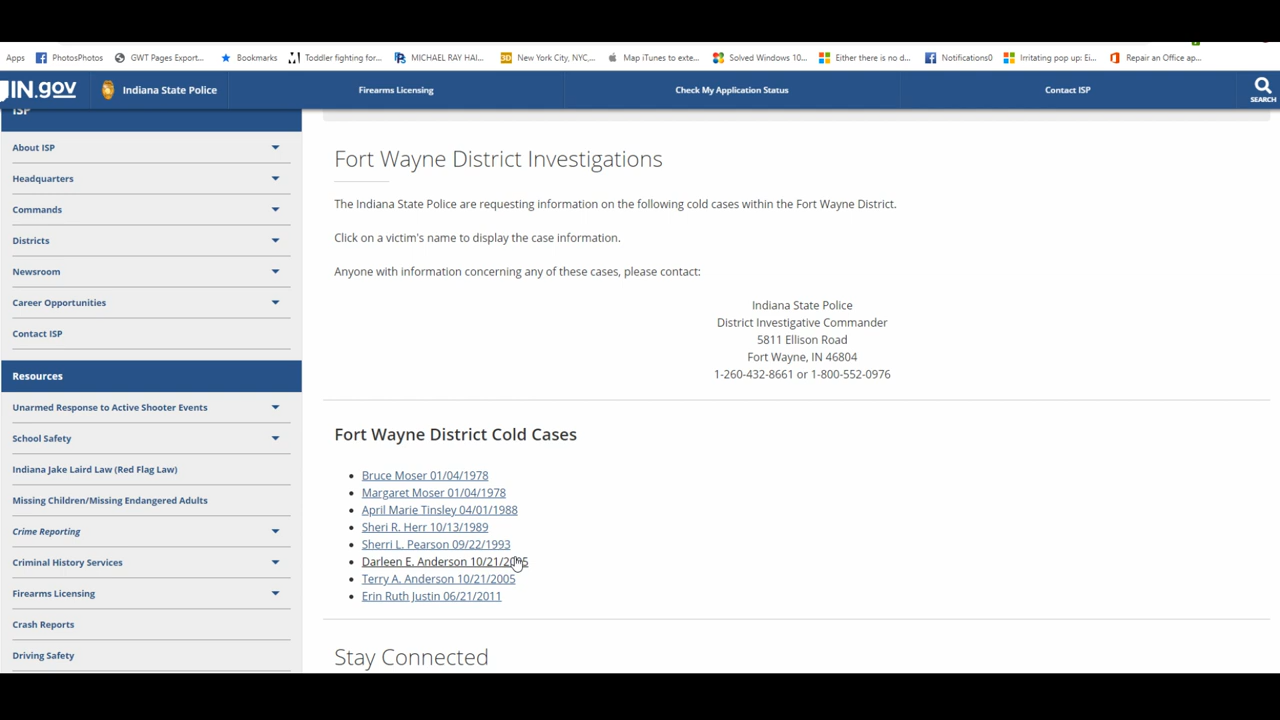 Apps PhotosPhotos GWT Pages Export... Bookmarks Toddler fighting for... MICHAEL RAY HAI... New York City, NYC,... Map iTunes to exte... Solved Windows 10... Either there is no d... Notifications0 Irritating pop up: Ei... Repair an Office ap...
IN.gov Indiana State Police Firearms Licensing Check My Application Status Contact ISP SEARCH
ISP
About ISP
Headquarters
Commands
Districts
Newsroom
Career Opportunities
Contact ISP
Resources
Unarmed Response to Active Shooter Events
School Safety
Indiana Jake Laird Law (Red Flag Law)
Missing Children/Missing Endangered Adults
Crime Reporting
Criminal History Services
Firearms Licensing
Crash Reports
Driving Safety
Fort Wayne District Investigations
The Indiana State Police are requesting information on the following cold cases within the Fort Wayne District.
Click on a victim's name to display the case information.
Anyone with information concerning any of these cases, please contact:
Indiana State Police
District Investigative Commander
5811 Ellison Road
Fort Wayne, IN 46804
1-260-432-8661 or 1-800-552-0976
Fort Wayne District Cold Cases
Bruce Moser 01/04/1978
Margaret Moser 01/04/1978
April Marie Tinsley 04/01/1988
Sheri R. Herr 10/13/1989
Sherri L. Pearson 09/22/1993
Darleen E. Anderson 10/21/2005
Terry A. Anderson 10/21/2005
Erin Ruth Justin 06/21/2011
Stay Connected